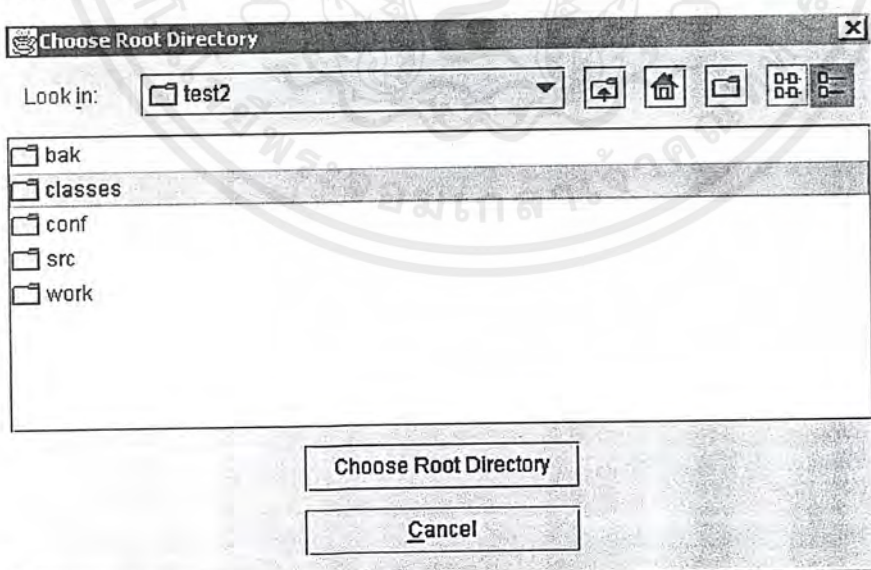 Choose Root Directory
Look in:
test2
bak
classes
conf
src
work
Choose Root Directory
Cancel